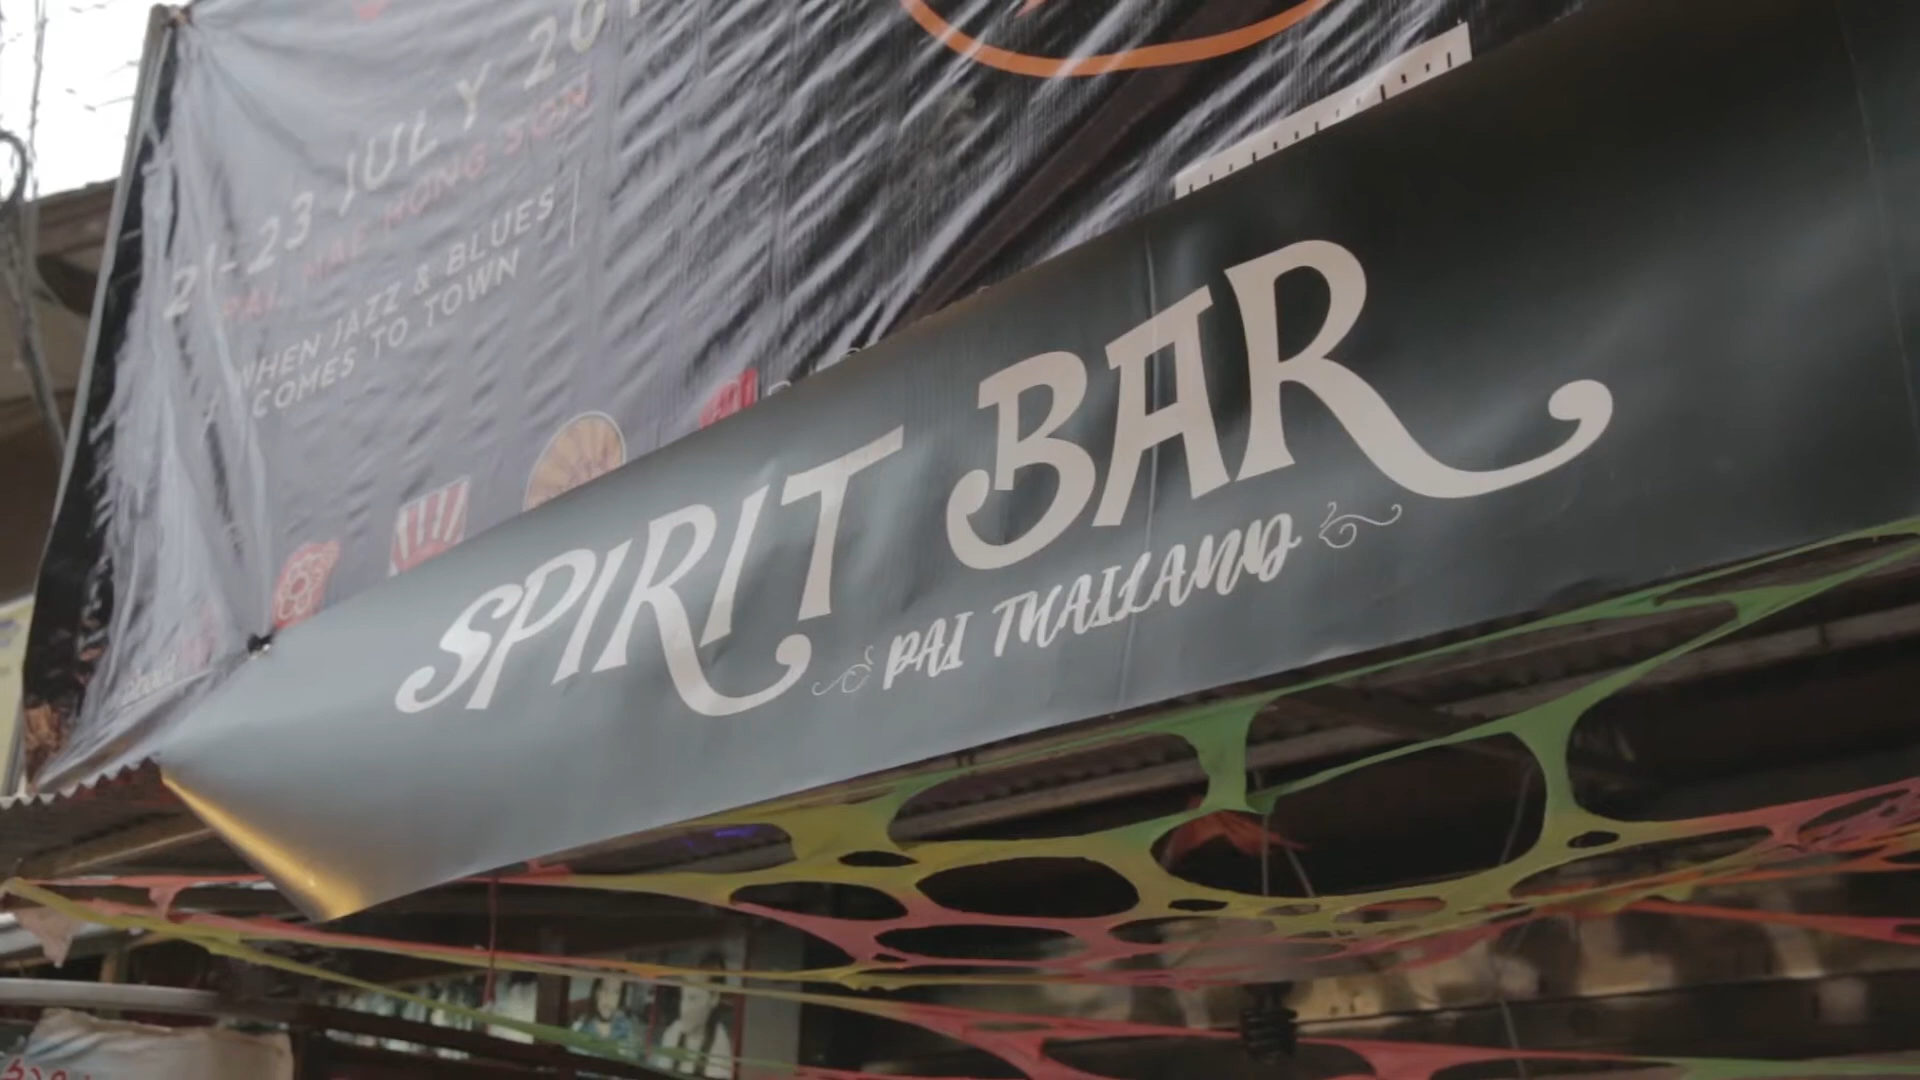 21-23 JULY 20
PAI, MAE HONG SON
WHEN JAZZ & BLUES
COMES TO TOWN
SPIRIT BAR
PAI THAILAND